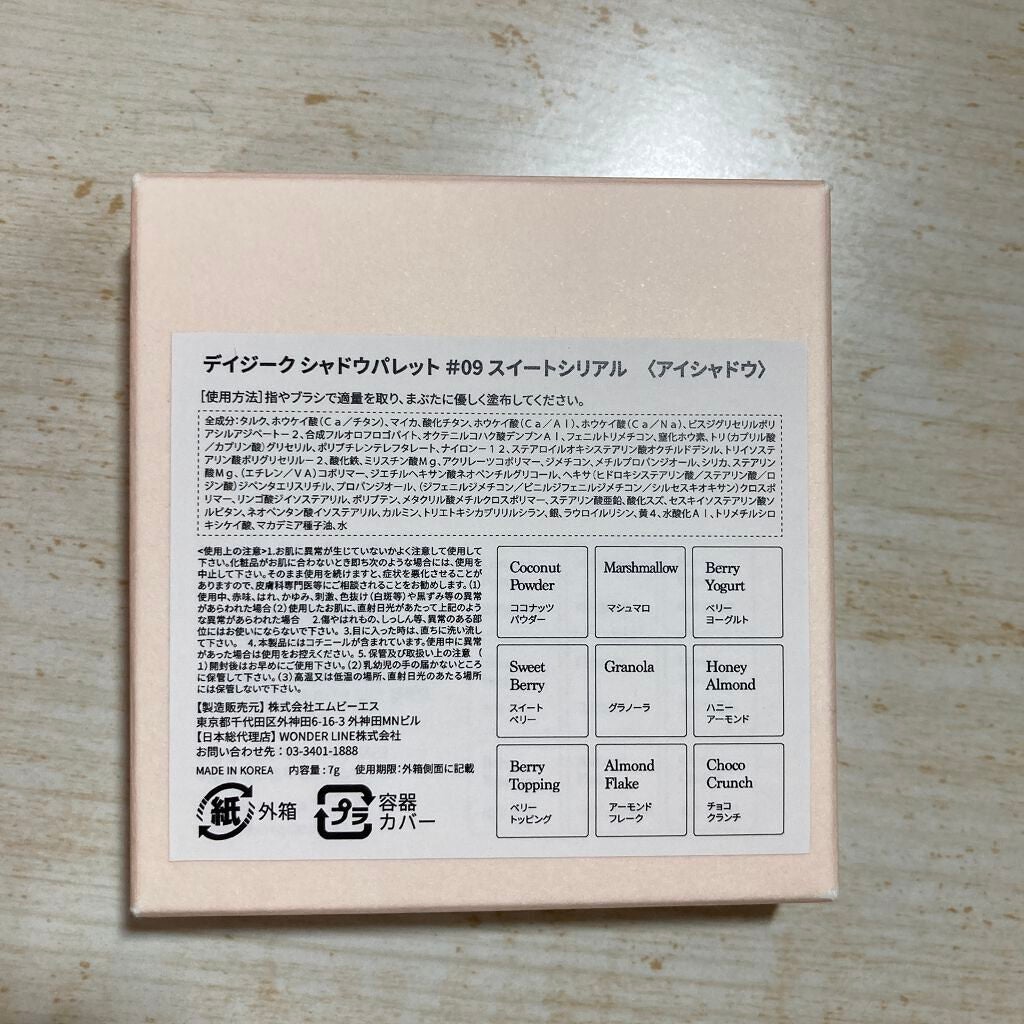 デイジーク シャドウパレット #09 スイートシリアル 〈アイシャドウ〉
［使用方法］指やブラシで適量を取り、まぶたに優しく塗布してください。
全成分：タルク、ホウケイ酸（Ｃａ／チタン）、マイカ、酸化チタン、ホウケイ酸（Ｃａ／Ａｌ）、ホウケイ酸（Ｃａ／Ｎａ）、ビスジグリセリルポリ
アシルアジペート－２、合成フルオロフロゴパイト、オクテニルコハク酸デンプンＡｌ、フェニルトリメチコン、窒化ホウ素、トリ（カプリル酸
／カプリン酸）グリセリル、ポリブチレンテレフタレート、ナイロン－１２、ステアロイルオキシステアリン酸オクチルドデシル、トリイソステ
アリン酸ポリグリセリル－２、酸化鉄、ミリスチン酸Ｍｇ、アクリレーツコポリマー、ジメチコン、メチルプロパンジオール、シリカ、ステアリン
酸Ｍｇ、（エチレン／ＶＡ）コポリマー、ジエチルヘキサン酸ネオペンチルグリコール、ヘキサ（ヒドロキシステアリン酸／ステアリン酸／ロ
ジン酸）ジペンタエリスリチル、プロパンジオール、（ジフェニルジメチコン／ビニルジフェニルジメチコン／シルセスキオキサン）クロスポ
リマー、リンゴ酸ジイソステアリル、ポリブテン、メタクリル酸メチルクロスポリマー、ステアリン酸亜鉛、酸化スズ、セスキイソステアリン酸ソ
ルビタン、ネオペンタン酸イソステアリル、カルミン、トリエトキシカプリリルシラン、銀、ラウロイルリシン、黄４、水酸化Ａｌ、トリメチルシロ
キシケイ酸、マカデミア種子油、水
<使用上の注意>1.お肌に異常が生じていないかよく注意して使用して
下さい。化粧品がお肌に合わないとき即ち次のような場合には、使用を
中止して下さい。そのまま使用を続けますと、症状を悪化させることが
ありますので、皮膚科専門医等にご相談されることをお勧めします。（1）
使用中、赤味、はれ、かゆみ、刺激、色抜け（白斑等）や黒ずみ等の異常
があらわれた場合（2）使用したお肌に、直射日光があたって上記のよう
な異常があらわれた場合 2.傷やはれもの、しっしん等、異常のある部
位にはお使いにならないで下さい。 3.目に入った時は、直ちに洗い流し
て下さい。 4.本製品にはコチニールが含まれています。使用中に異常
があった場合は使用をお控えください。 5.保管及び取扱い上の注意（
1）開封後はお早めにご使用下さい。（2）乳幼児の手の届かないところ
に保管して下さい。（3）高温又は低温の場所、直射日光のあたる場所
には保管しないで下さい。
【製造販売元】株式会社エムビーエス
東京都千代田区外神田6-16-3 外神田MNビル
【日本総代理店】WONDER LINE株式会社
お問い合わせ先：03-3401-1888
MADE IN KOREA 内容量：7g 使用期限：外箱側面に記載
紙 外箱
プラ 容器
カバー
Coconut
Powder
ココナッツ
パウダー
Marshmallow
マシュマロ
Berry
Yogurt
ベリー
ヨーグルト
Sweet
Berry
スイート
ベリー
Granola
グラノーラ
Honey
Almond
ハニー
アーモンド
Berry
Topping
ベリー
トッピング
Almond
Flake
アーモンド
フレーク
Choco
Crunch
チョコ
クランチ